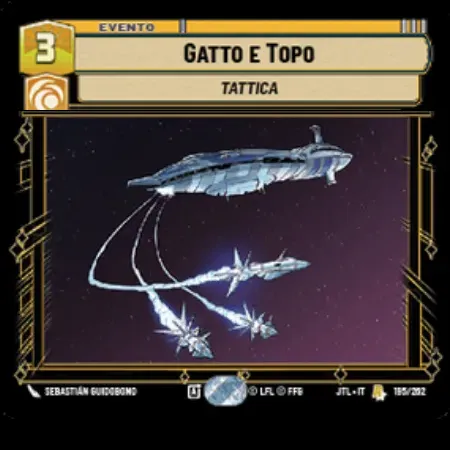 EVENTO
3
GATTO E TOPO
TATTICA
SEBASTIÁN GUIDOBONO A © LFL © FFG JTL • IT 195/262